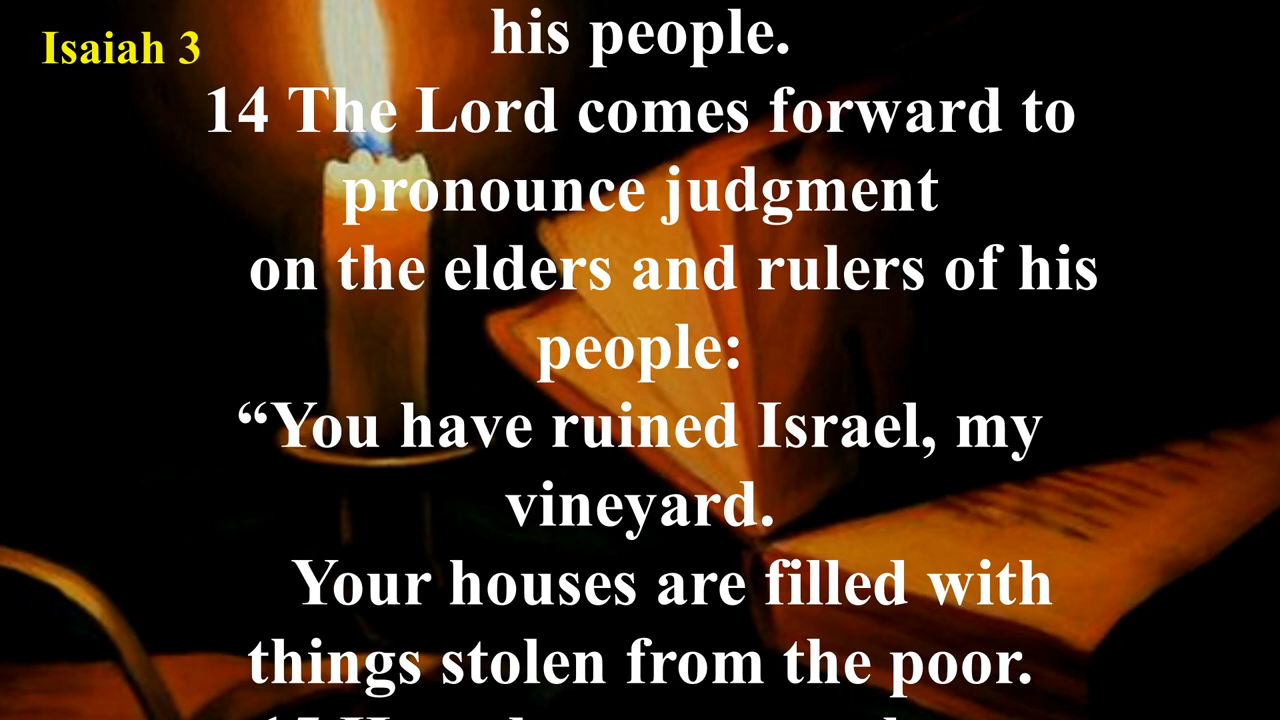 Isaiah 3
his people.
14 The Lord comes forward to
pronounce judgment
on the elders and rulers of his
people:
“You have ruined Israel, my
vineyard.
Your houses are filled with
things stolen from the poor.